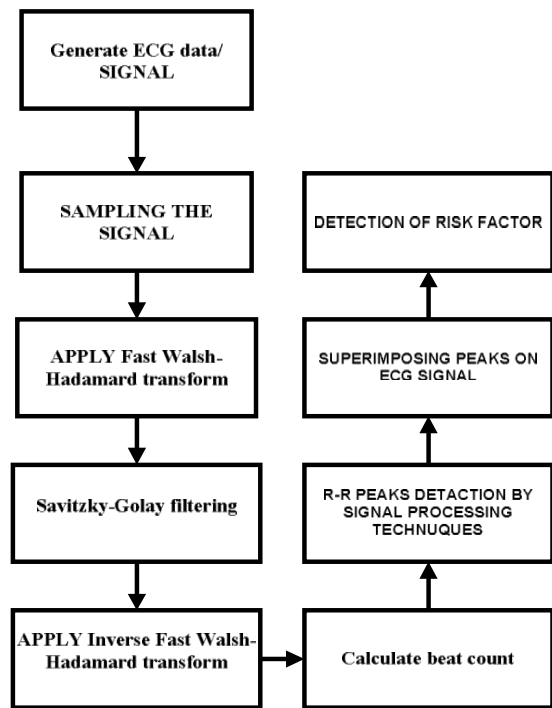 Generate ECG data/
SIGNAL
SAMPLING THE
SIGNAL
APPLY Fast Walsh-
Hadamard transform
Savitzky-Golay filtering
APPLY Inverse Fast Walsh-
Hadamard transform
Calculate beat count
R-R PEAKS DETACTION BY
SIGNAL PROCESSING
TECHNUQUES
SUPERIMPOSING PEAKS ON
ECG SIGNAL
DETECTION OF RISK FACTOR